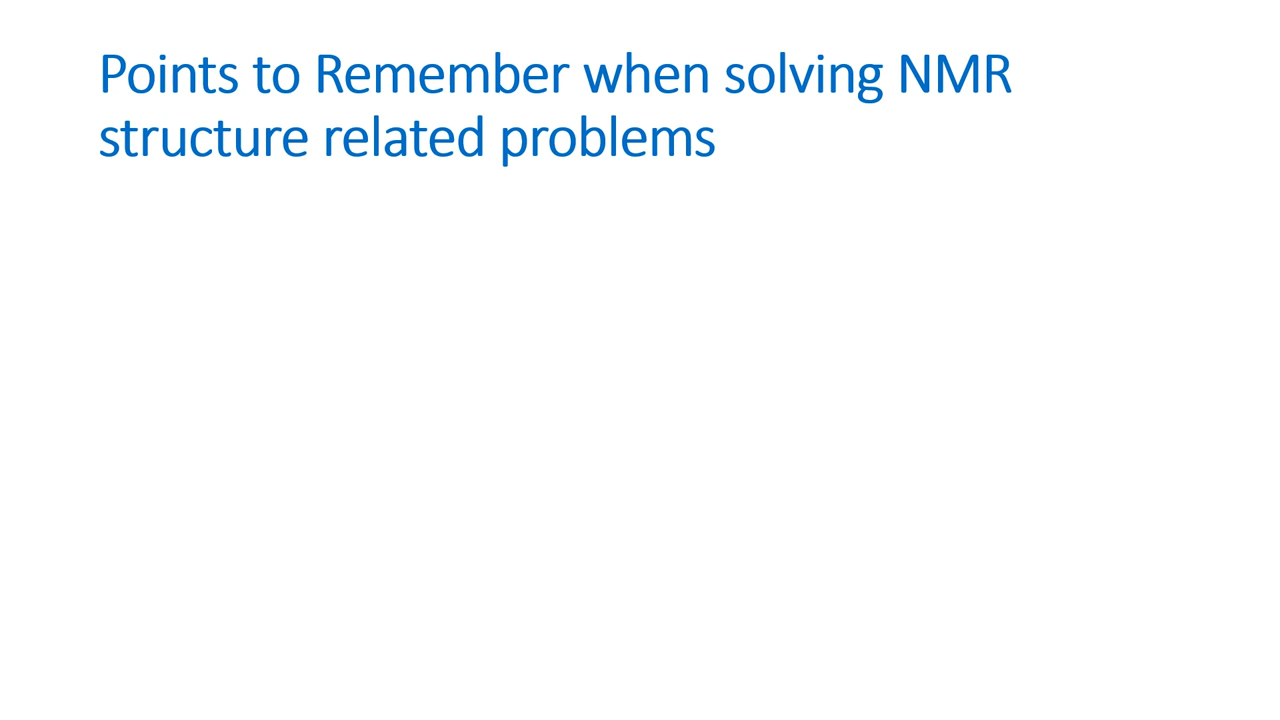 Points to Remember when solving NMR
structure related problems